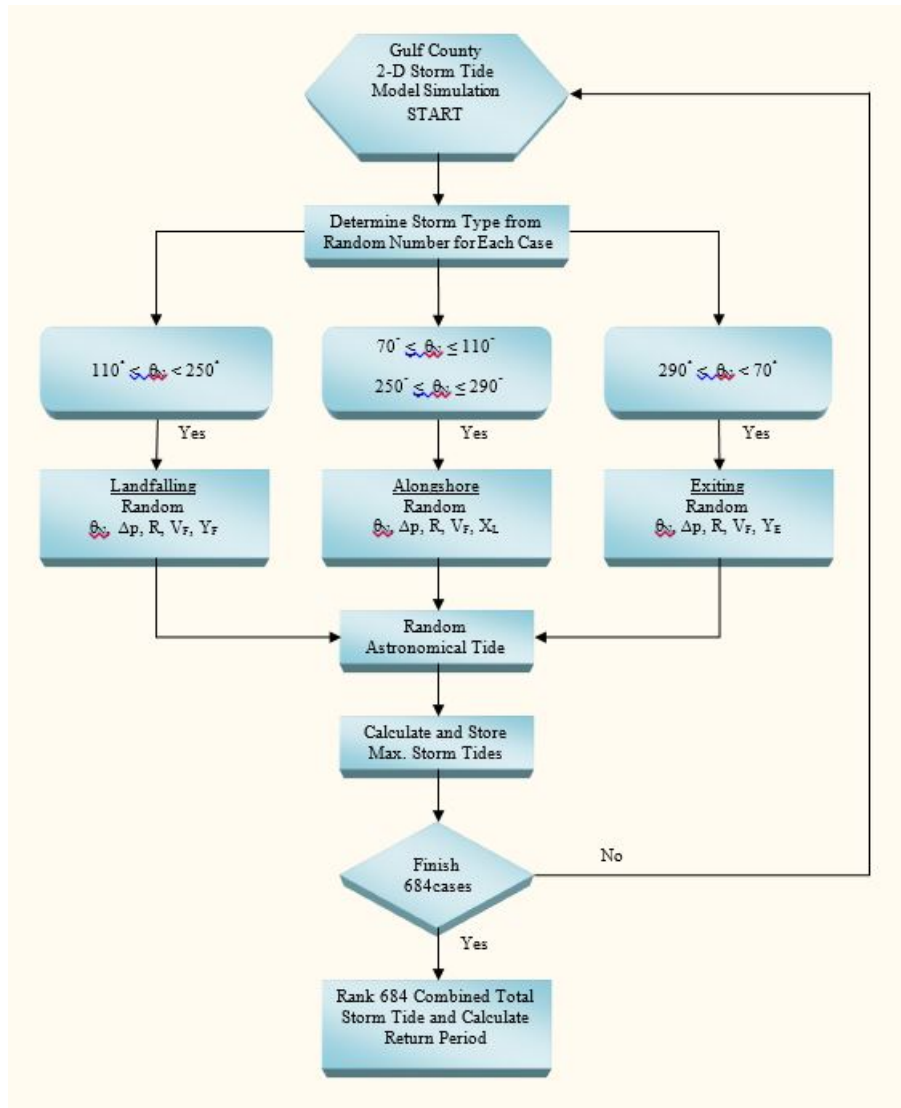 Gulf County
2-D Storm Tide
Model Simulation
START
Determine Storm Type from
Random Number for Each Case
110˚ ≤ θN < 250˚
70˚ ≤ θN ≤ 110˚
250˚ ≤ θN ≤ 290˚
290˚ ≤ θN < 70˚
Yes
Yes
Yes
Landfalling
Random
θN, Δp, R, VF, YF
Alongshore
Random
θN, Δp, R, VF, XL
Exiting
Random
θN, Δp, R, VF, YE
Random
Astronomical Tide
Calculate and Store
Max. Storm Tides
Finish
684cases
No
Yes
Rank 684 Combined Total
Storm Tide and Calculate
Return Period